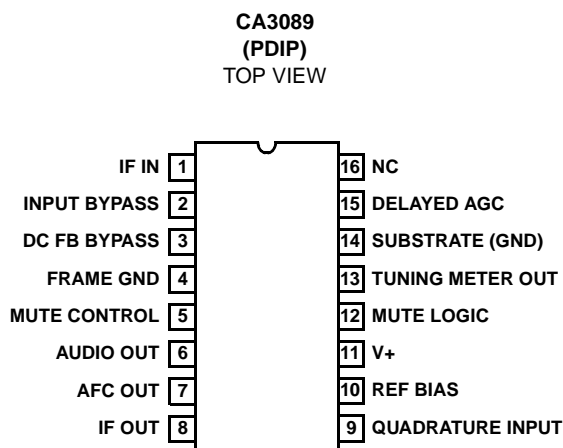 CA3089
(PDIP)
TOP VIEW
IF IN 1 16 NC
INPUT BYPASS 2 15 DELAYED AGC
DC FB BYPASS 3 14 SUBSTRATE (GND)
FRAME GND 4 13 TUNING METER OUT
MUTE CONTROL 5 12 MUTE LOGIC
AUDIO OUT 6 11 V+
AFC OUT 7 10 REF BIAS
IF OUT 8 9 QUADRATURE INPUT